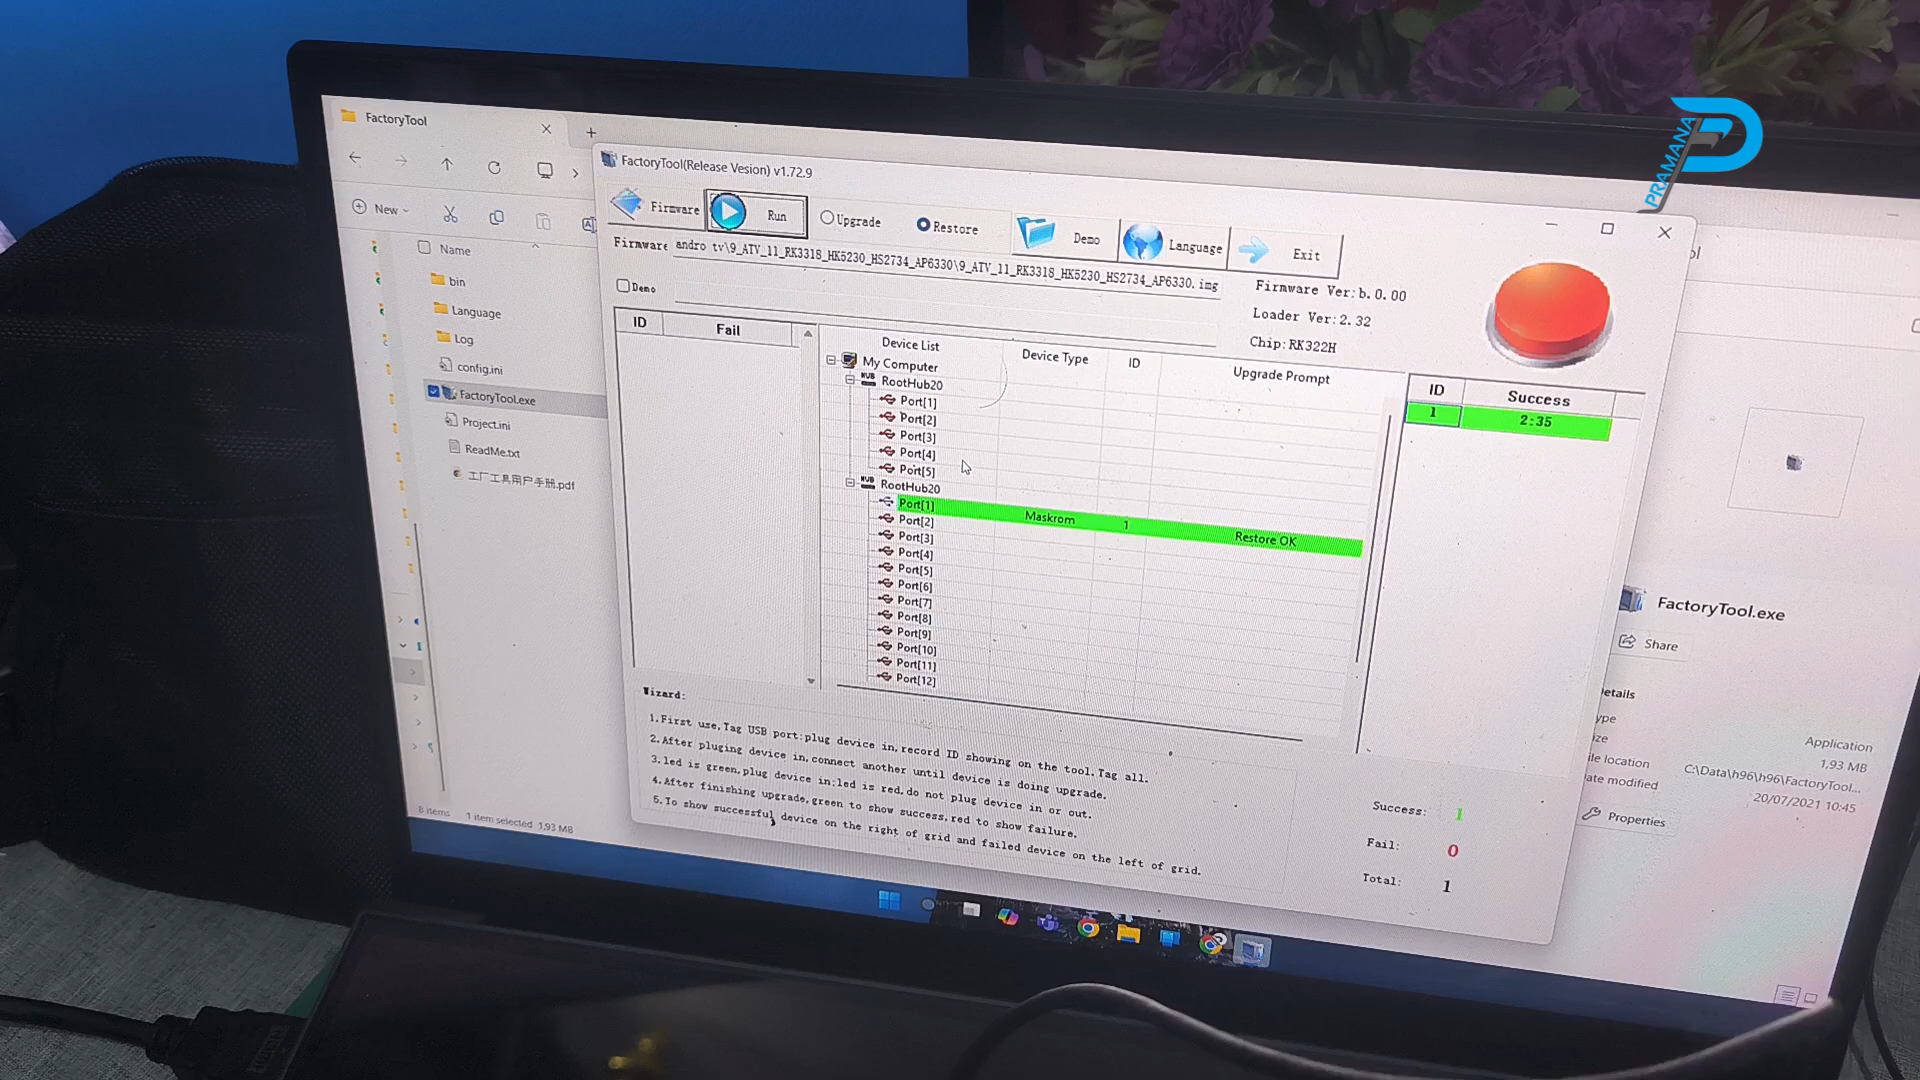 PRAMANA
FactoryTool
New
Name
bin
Language
Log
config.ini
FactoryTool.exe
Project.ini
ReadMe.txt
工厂工具用户手册.pdf
8 items
1 item selected 1,93 MB
FactoryTool(Release Vesion) v1.72.9
Firmware
Run
Upgrade
Restore
Demo
Language
Exit
Firmware
andro tv\9_ATV_11_RK3318_HK5230_HS2734_AP6330\9_ATV_11_RK3318_HK5230_HS2734_AP6330.img
Demo
Firmware Ver:b.0.00
Loader Ver:2.32
Chip:RK322H
ID
Fail
Device List
Device Type
ID
Upgrade Prompt
My Computer
RootHub20
Port[1]
Port[2]
Port[3]
Port[4]
Port[5]
RootHub20
Port[1]
Maskrom
1
Restore OK
Port[2]
Port[3]
Port[4]
Port[5]
Port[6]
Port[7]
Port[8]
Port[9]
Port[10]
Port[11]
Port[12]
ID
Success
1
2:35
Wizard:
1.First use,Tag USB port:plug device in,record ID showing on the tool.Tag all.
2.After pluging device in,connect another until device is doing upgrade.
3.led is green,plug device in;led is red,do not plug device in or out.
4.After finishing upgrade,green to show success,red to show failure.
5.To show successful device on the right of grid and failed device on the left of grid.
Success: 1
Fail: 0
Total: 1
ol
FactoryTool.exe
Share
etails
ype
Application
ize
1,93 MB
ile location
C:\Data\h96\h96\FactoryTool...
ate modified
20/07/2021 10:45
Properties